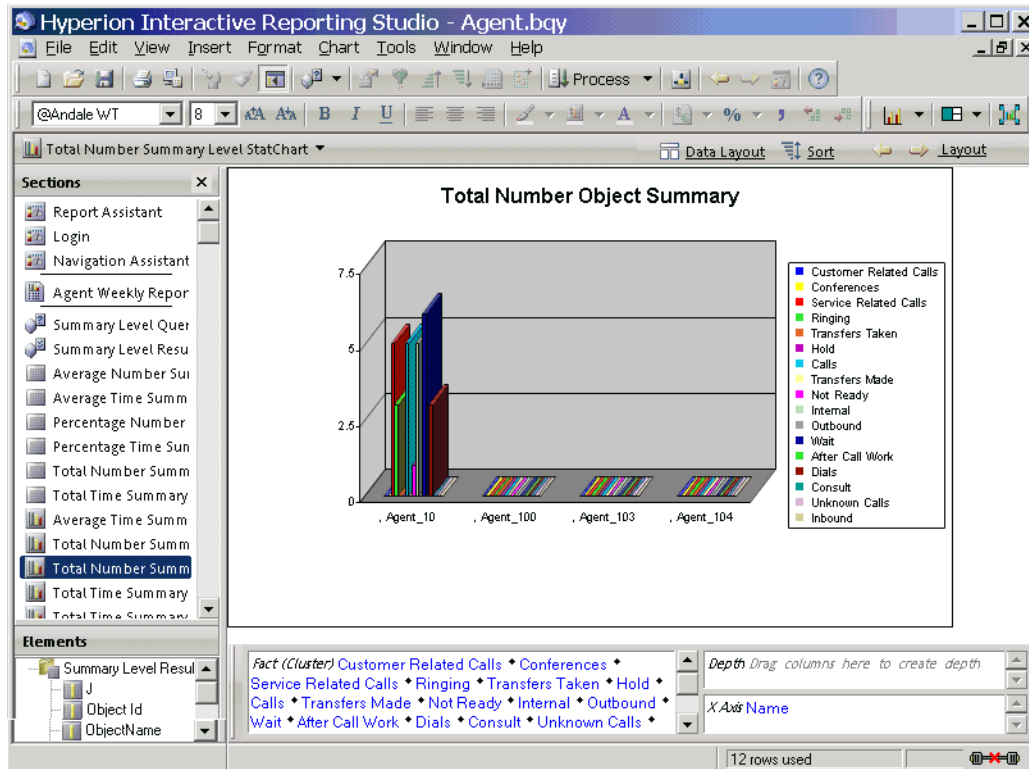 Hyperion Interactive Reporting Studio - Agent.bqy
File Edit View Insert Format Chart Tools Window Help
Process
@Andale WT 8 B I U A %
Total Number Summary Level StatChart Data Layout Sort Layout
Sections X
Report Assistant
Login
Navigation Assistant
Agent Weekly Repor
Summary Level Quer
Summary Level Resu
Average Number Sui
Average Time Summ
Percentage Number
Percentage Time Sun
Total Number Summ
Total Time Summary
Average Time Summ
Total Number Summ
Total Number Summ
Total Time Summary
Total Time Summary
Elements
Summary Level Resul
J
Object Id
ObjectName
Total Number Object Summary
7.5
5
2.5
0
, Agent_10 , Agent_100 , Agent_103 , Agent_104
Customer Related Calls
Conferences
Service Related Calls
Ringing
Transfers Taken
Hold
Calls
Transfers Made
Not Ready
Internal
Outbound
Wait
After Call Work
Dials
Consult
Unknown Calls
Inbound
Fact (Cluster) Customer Related Calls ♦ Conferences ♦
Service Related Calls ♦ Ringing ♦ Transfers Taken ♦ Hold ♦
Calls ♦ Transfers Made ♦ Not Ready ♦ Internal ♦ Outbound ♦
Wait ♦ After Call Work ♦ Dials ♦ Consult ♦ Unknown Calls ♦
Depth Drag columns here to create depth
X Axis Name
12 rows used